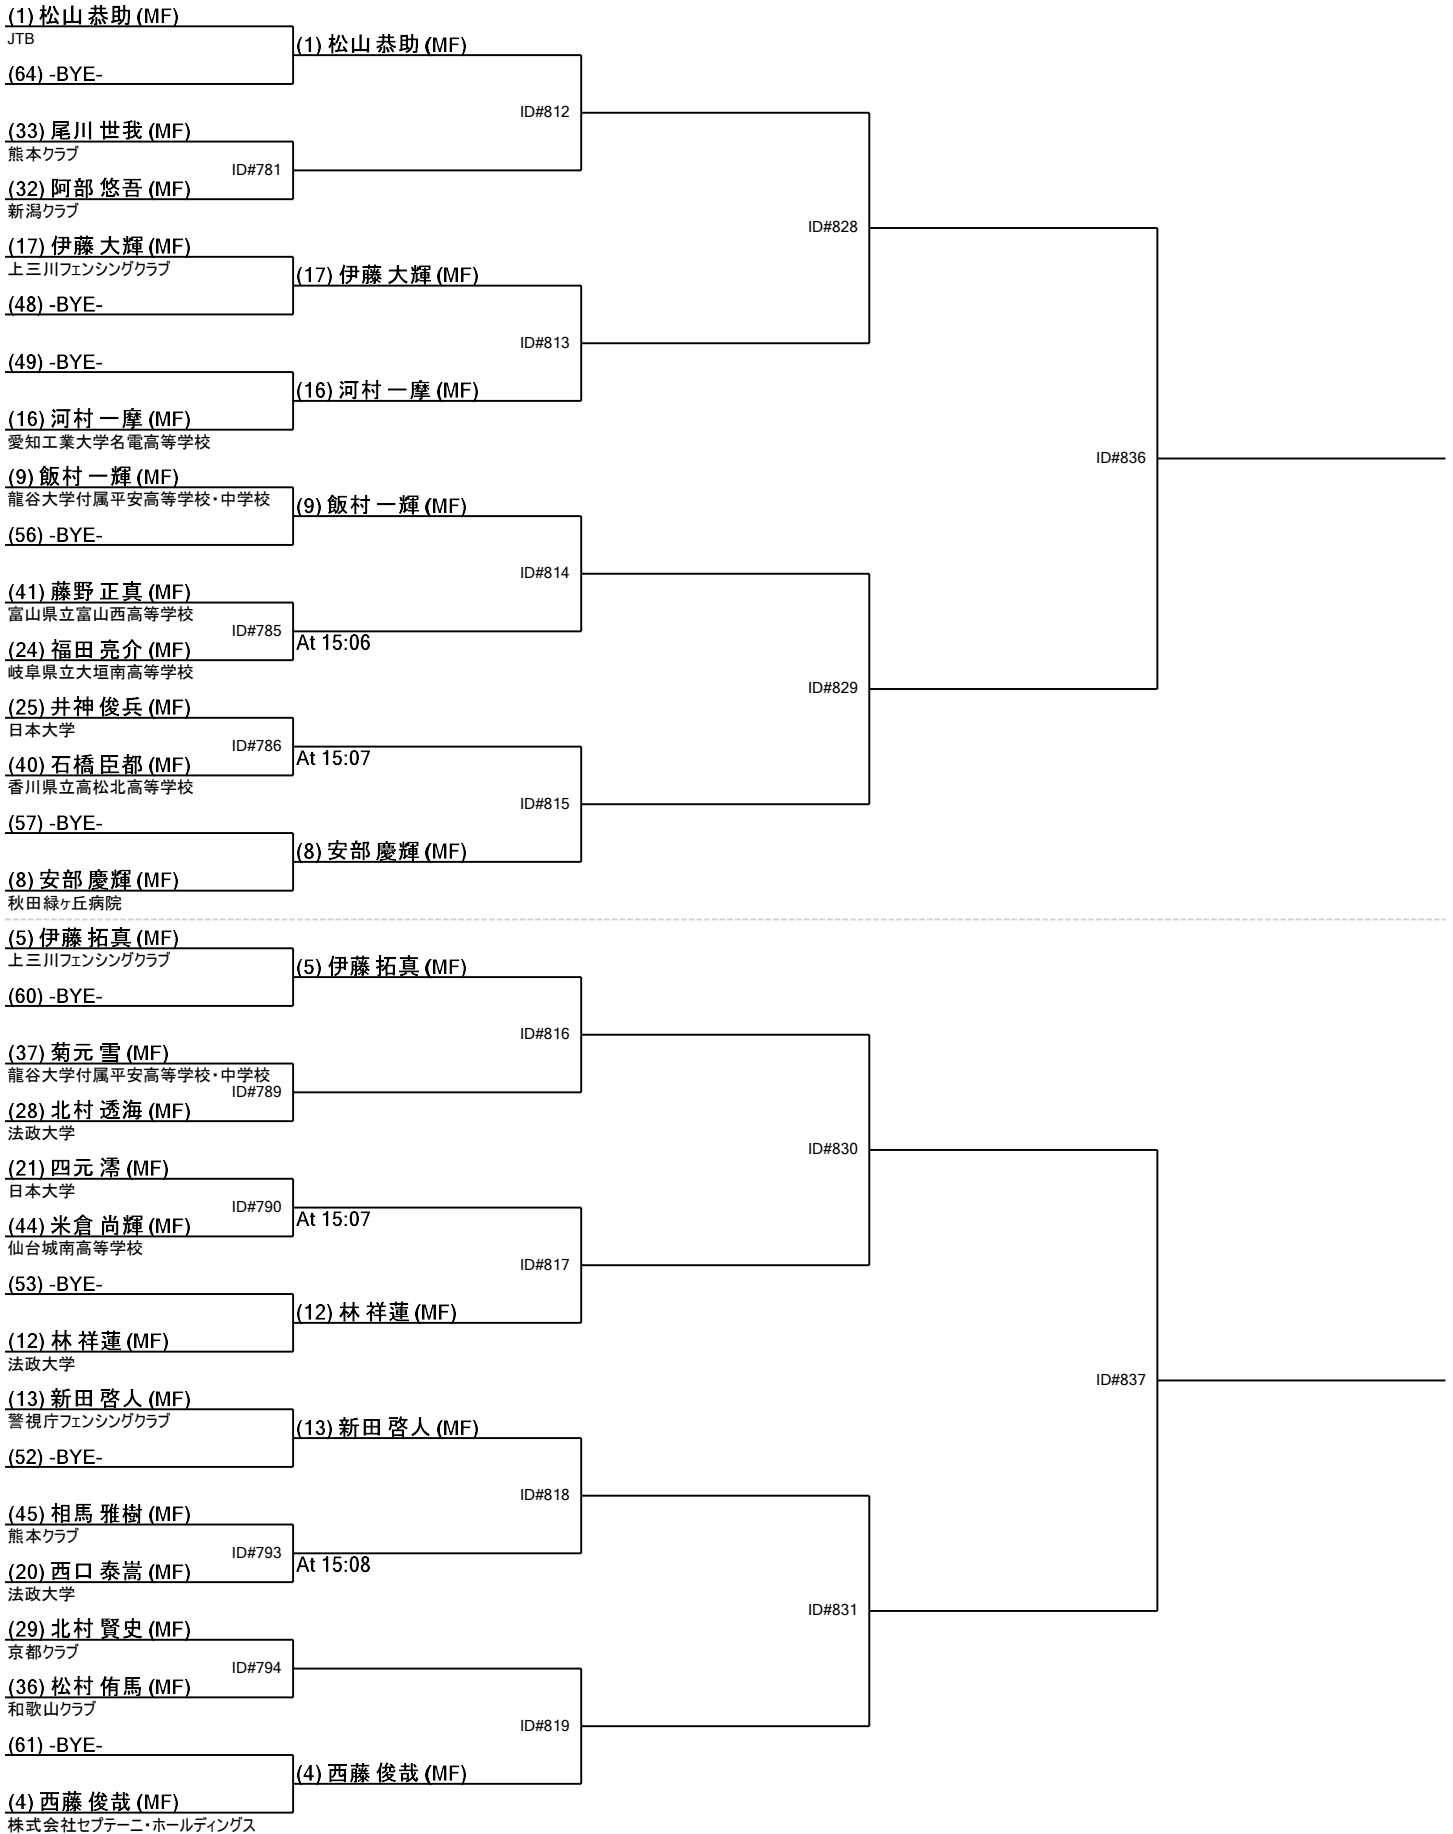 (1) 松山 恭助 (MF)
JTB
(1) 松山 恭助 (MF)
(64) -BYE-
ID#812
(33) 尾川 世我 (MF)
熊本クラブ
ID#781
(32) 阿部 悠吾 (MF)
新潟クラブ
ID#828
(17) 伊藤 大輝 (MF)
上三川フェンシングクラブ
(17) 伊藤 大輝 (MF)
(48) -BYE-
ID#813
(49) -BYE-
(16) 河村 一摩 (MF)
(16) 河村 一摩 (MF)
愛知工業大学名電高等学校
ID#836
(9) 飯村 一輝 (MF)
龍谷大学付属平安高等学校・中学校
(9) 飯村 一輝 (MF)
(56) -BYE-
ID#814
(41) 藤野 正真 (MF)
富山県立富山西高等学校
ID#785
At 15:06
(24) 福田 亮介 (MF)
岐阜県立大垣南高等学校
ID#829
(25) 井神 俊兵 (MF)
日本大学
ID#786
At 15:07
(40) 石橋 臣都 (MF)
香川県立高松北高等学校
ID#815
(57) -BYE-
(8) 安部 慶輝 (MF)
(8) 安部 慶輝 (MF)
秋田緑ヶ丘病院
(5) 伊藤 拓真 (MF)
上三川フェンシングクラブ
(5) 伊藤 拓真 (MF)
(60) -BYE-
ID#816
(37) 菊元 雪 (MF)
龍谷大学付属平安高等学校・中学校
ID#789
(28) 北村 透海 (MF)
法政大学
ID#830
(21) 四元 澪 (MF)
日本大学
ID#790
At 15:07
(44) 米倉 尚輝 (MF)
仙台城南高等学校
ID#817
(53) -BYE-
(12) 林 祥蓮 (MF)
(12) 林 祥蓮 (MF)
法政大学
ID#837
(13) 新田 啓人 (MF)
警視庁フェンシングクラブ
(13) 新田 啓人 (MF)
(52) -BYE-
ID#818
(45) 相馬 雅樹 (MF)
熊本クラブ
ID#793
At 15:08
(20) 西口 泰嵩 (MF)
法政大学
ID#831
(29) 北村 賢史 (MF)
京都クラブ
ID#794
(36) 松村 侑馬 (MF)
和歌山クラブ
ID#819
(61) -BYE-
(4) 西藤 俊哉 (MF)
(4) 西藤 俊哉 (MF)
株式会社セプテーニ・ホールディングス